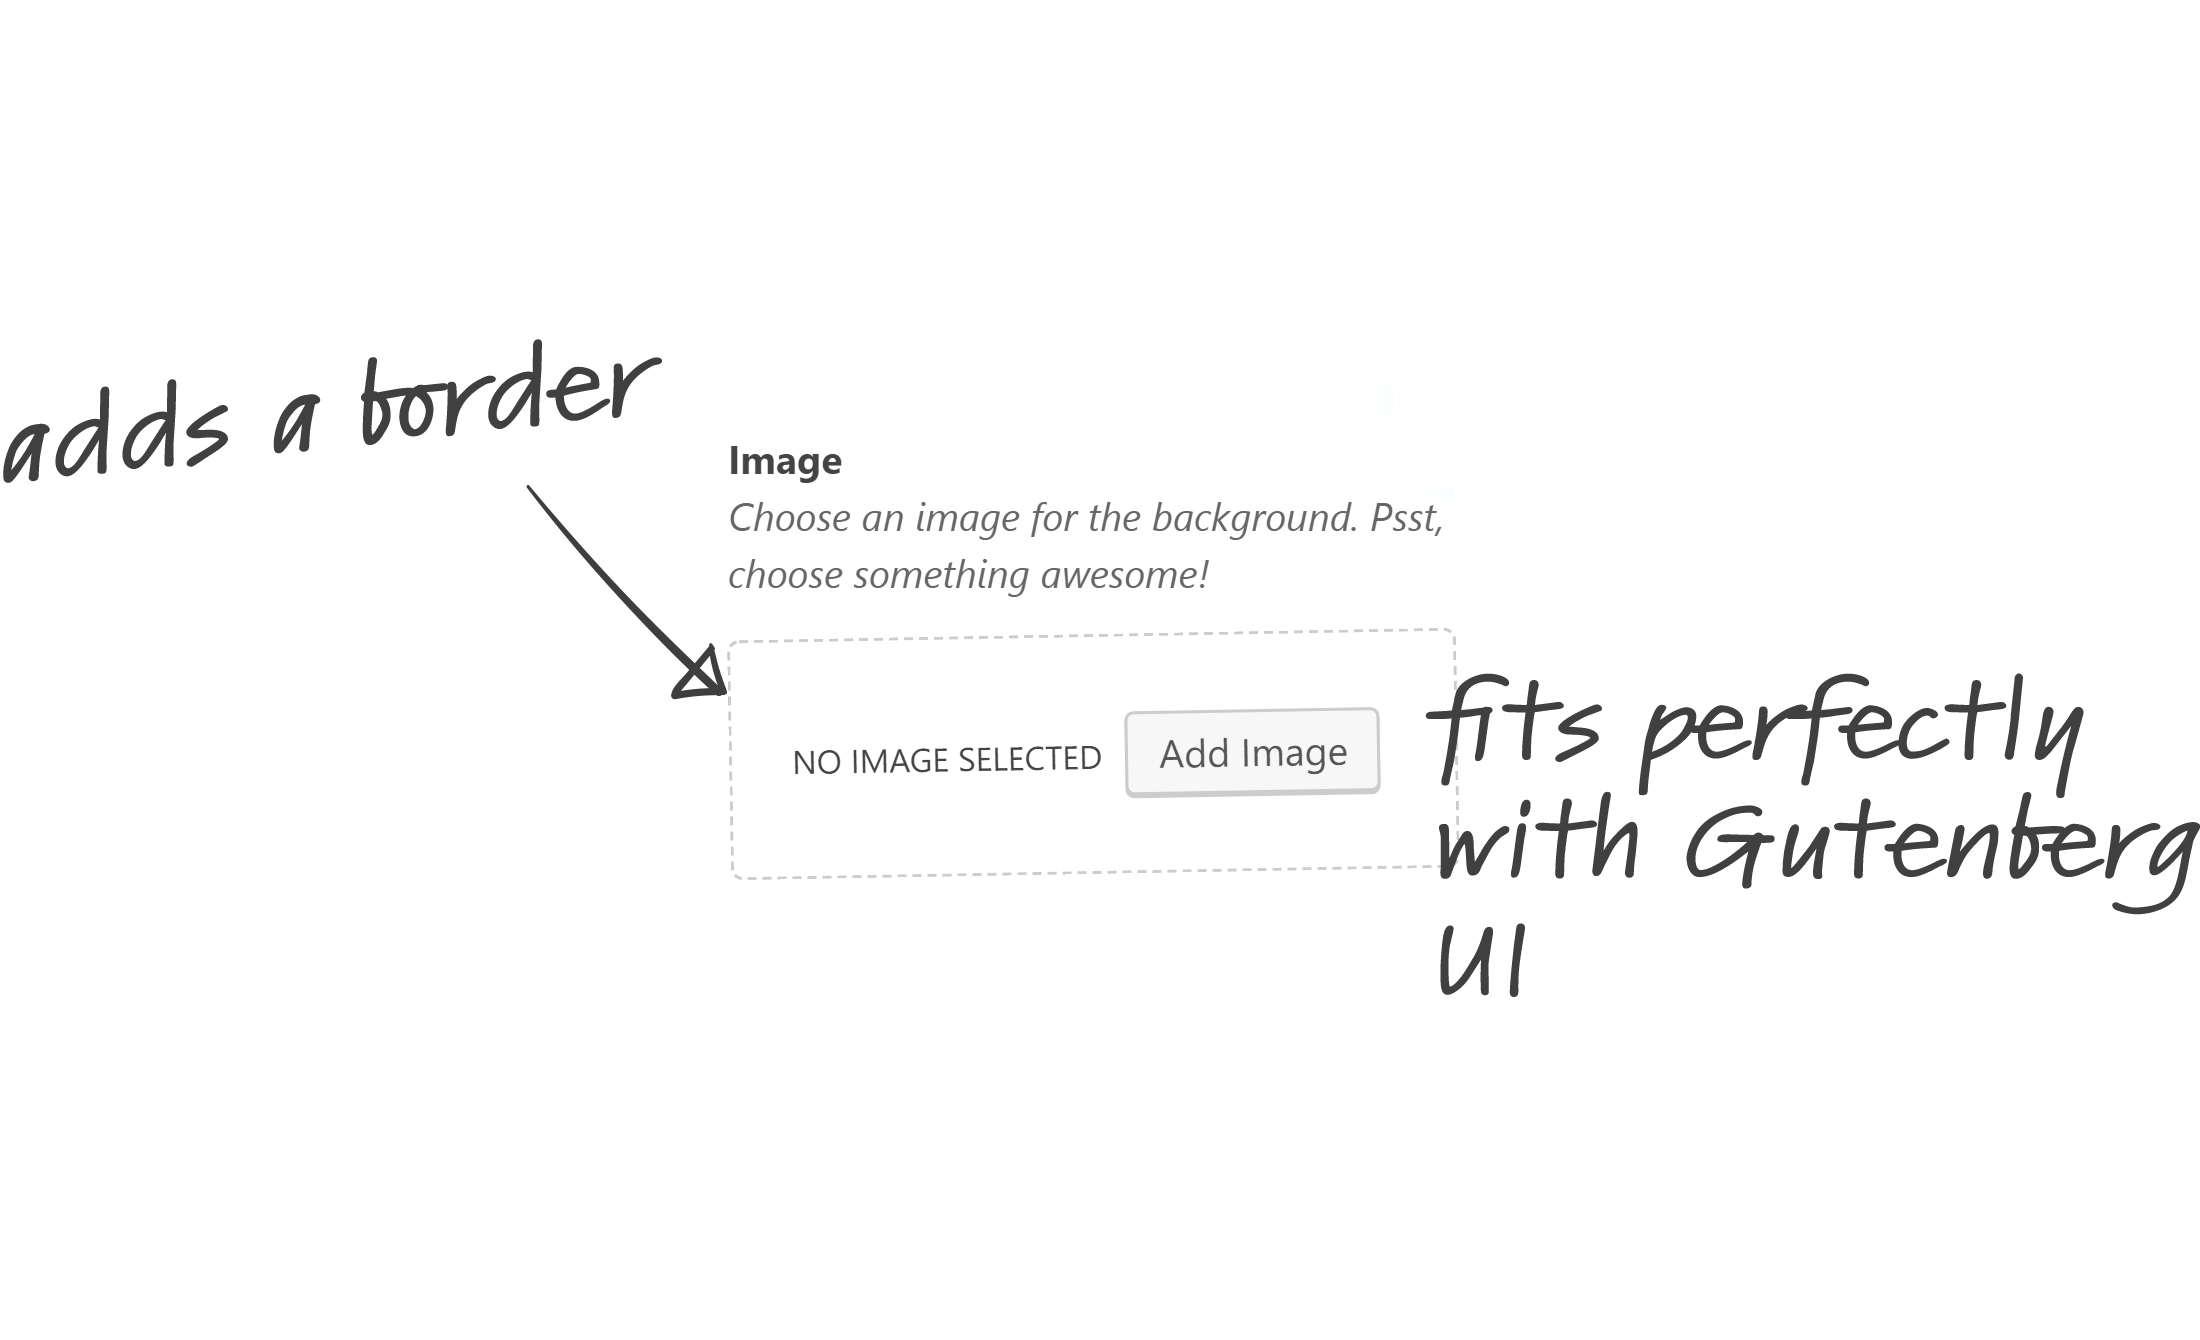 adds a border
Image
Choose an image for the background. Psst,
choose something awesome!
NO IMAGE SELECTED
Add Image
fits perfectly
with Gutenberg
UI